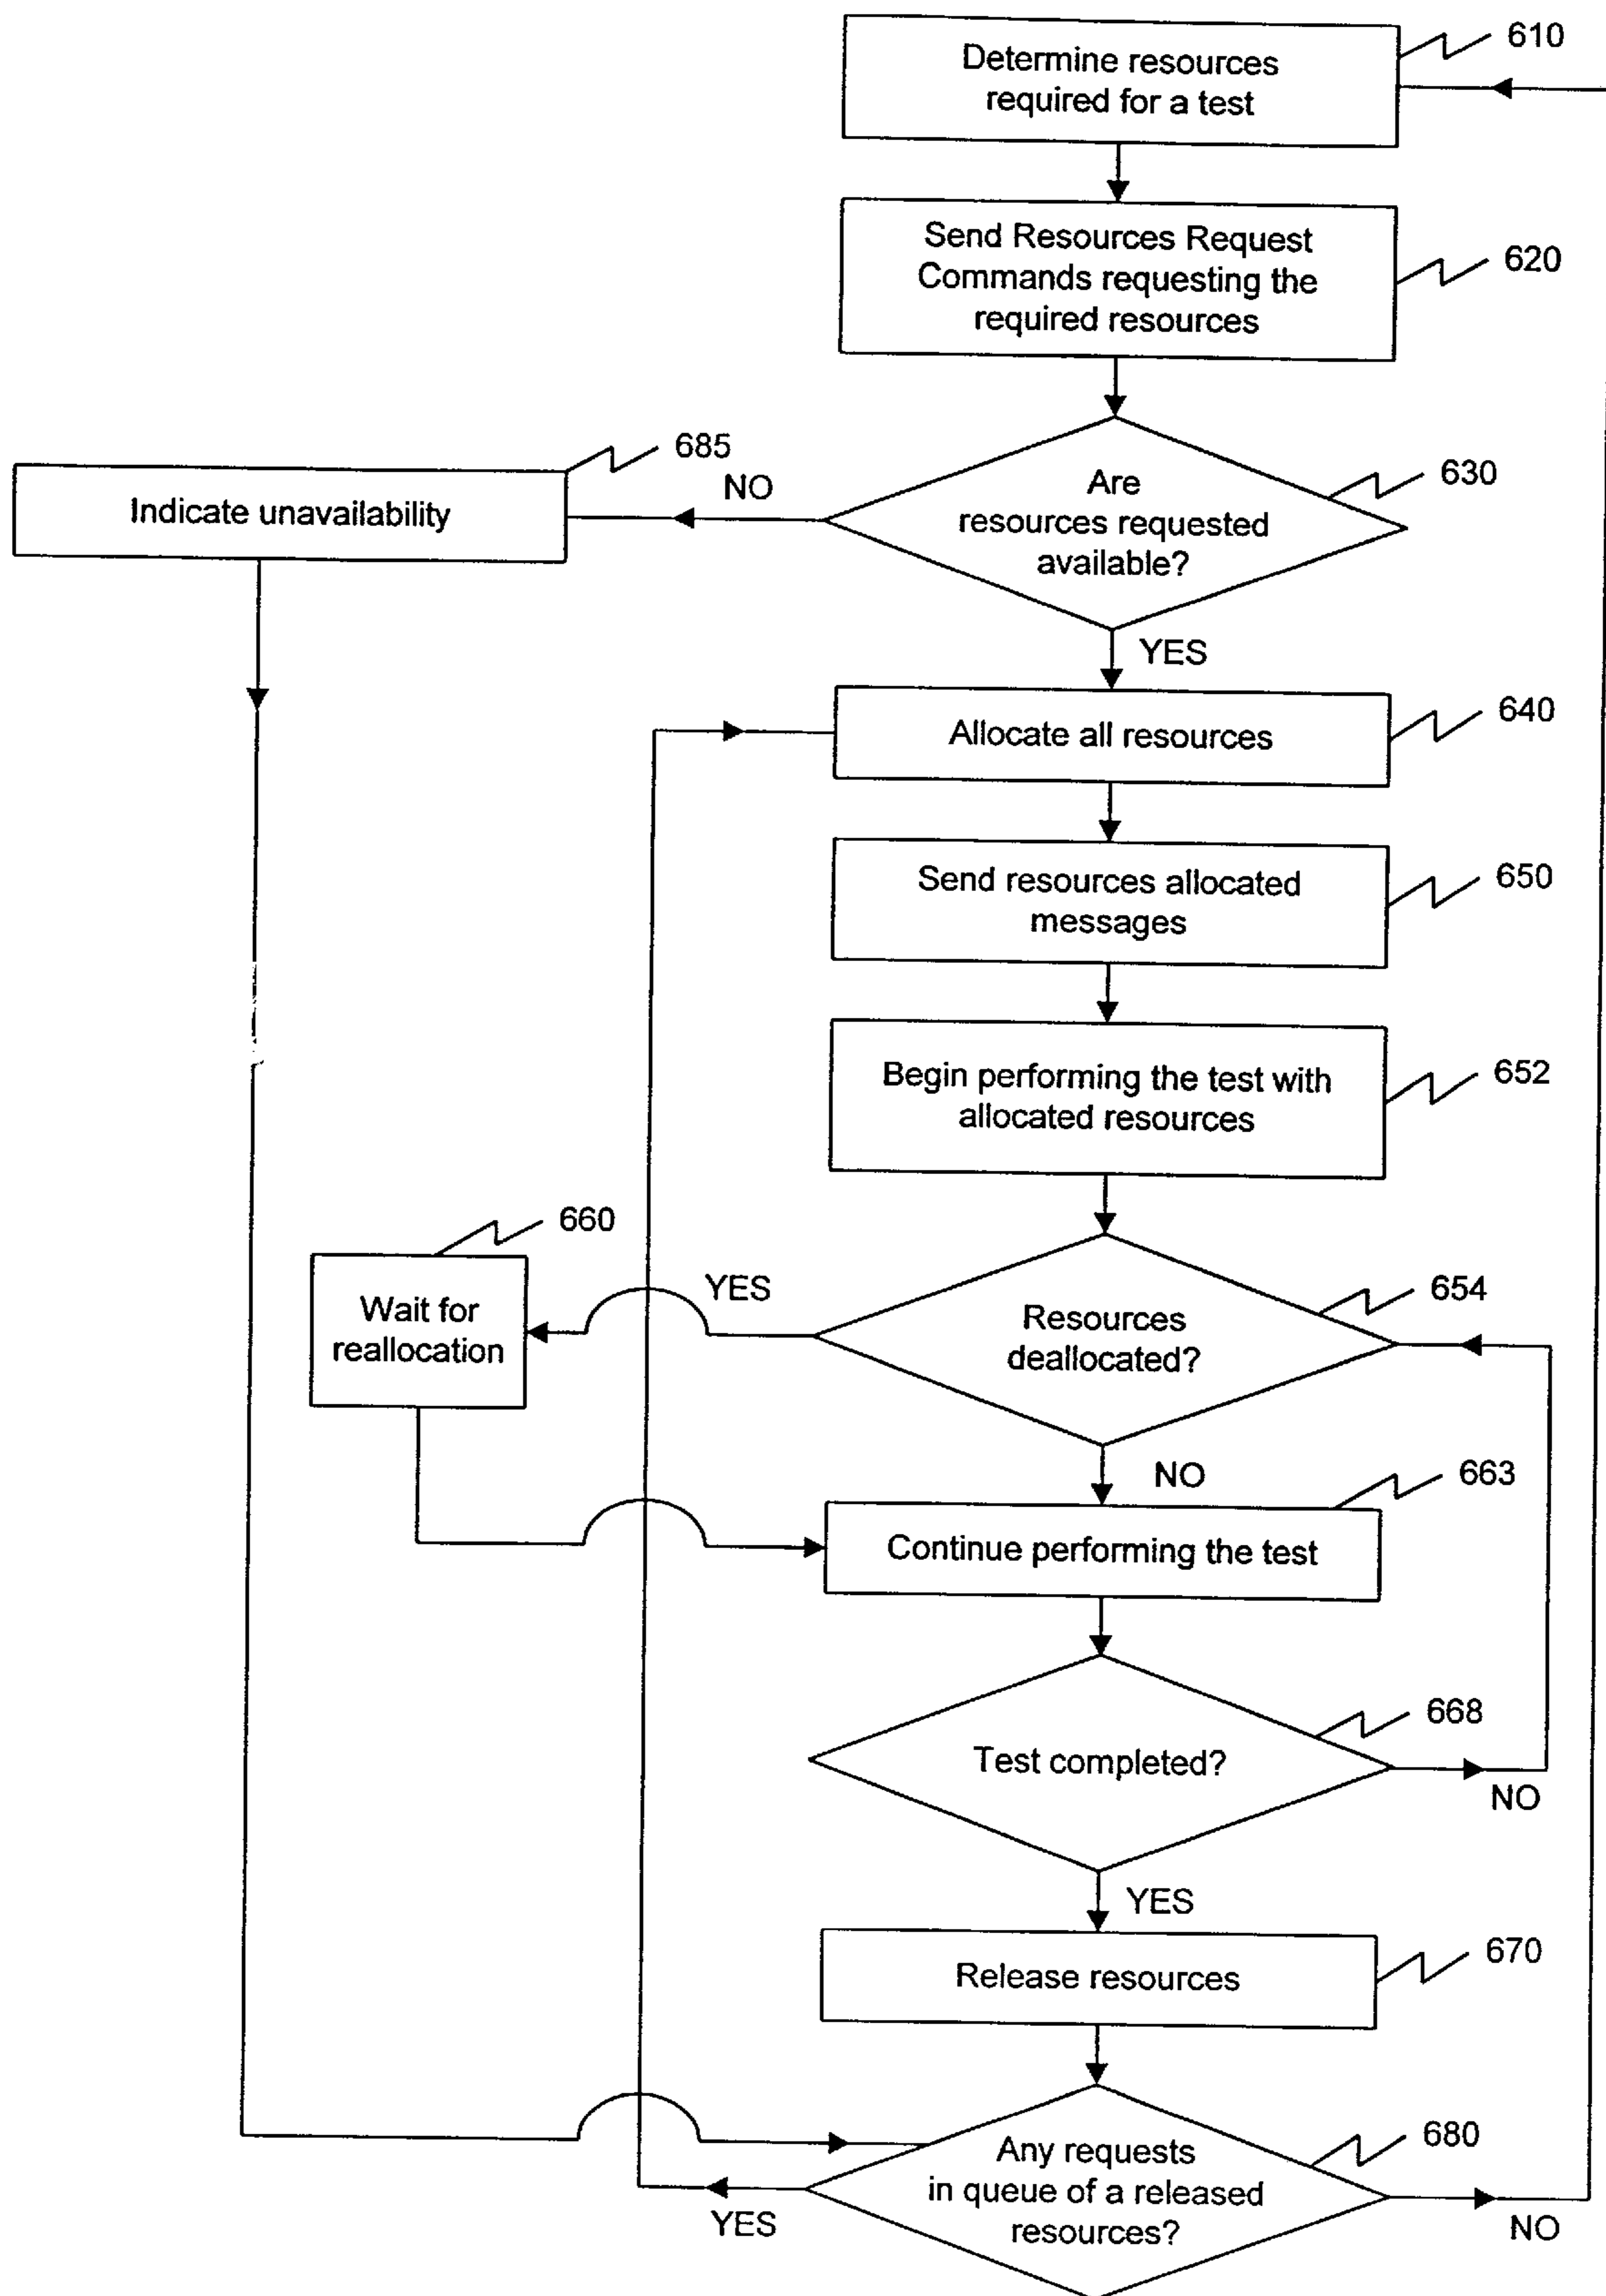 Determine resources
required for a test
610
Send Resources Request
Commands requesting the
required resources
620
Are
resources requested
available?
630
NO
685
Indicate unavailability
YES
Allocate all resources
640
Send resources allocated
messages
650
Begin performing the test with
allocated resources
652
Resources
deallocated?
654
YES
660
Wait for
reallocation
NO
663
Continue performing the test
Test completed?
668
NO
YES
Release resources
670
Any requests
in queue of a released
resources?
680
YES
NO